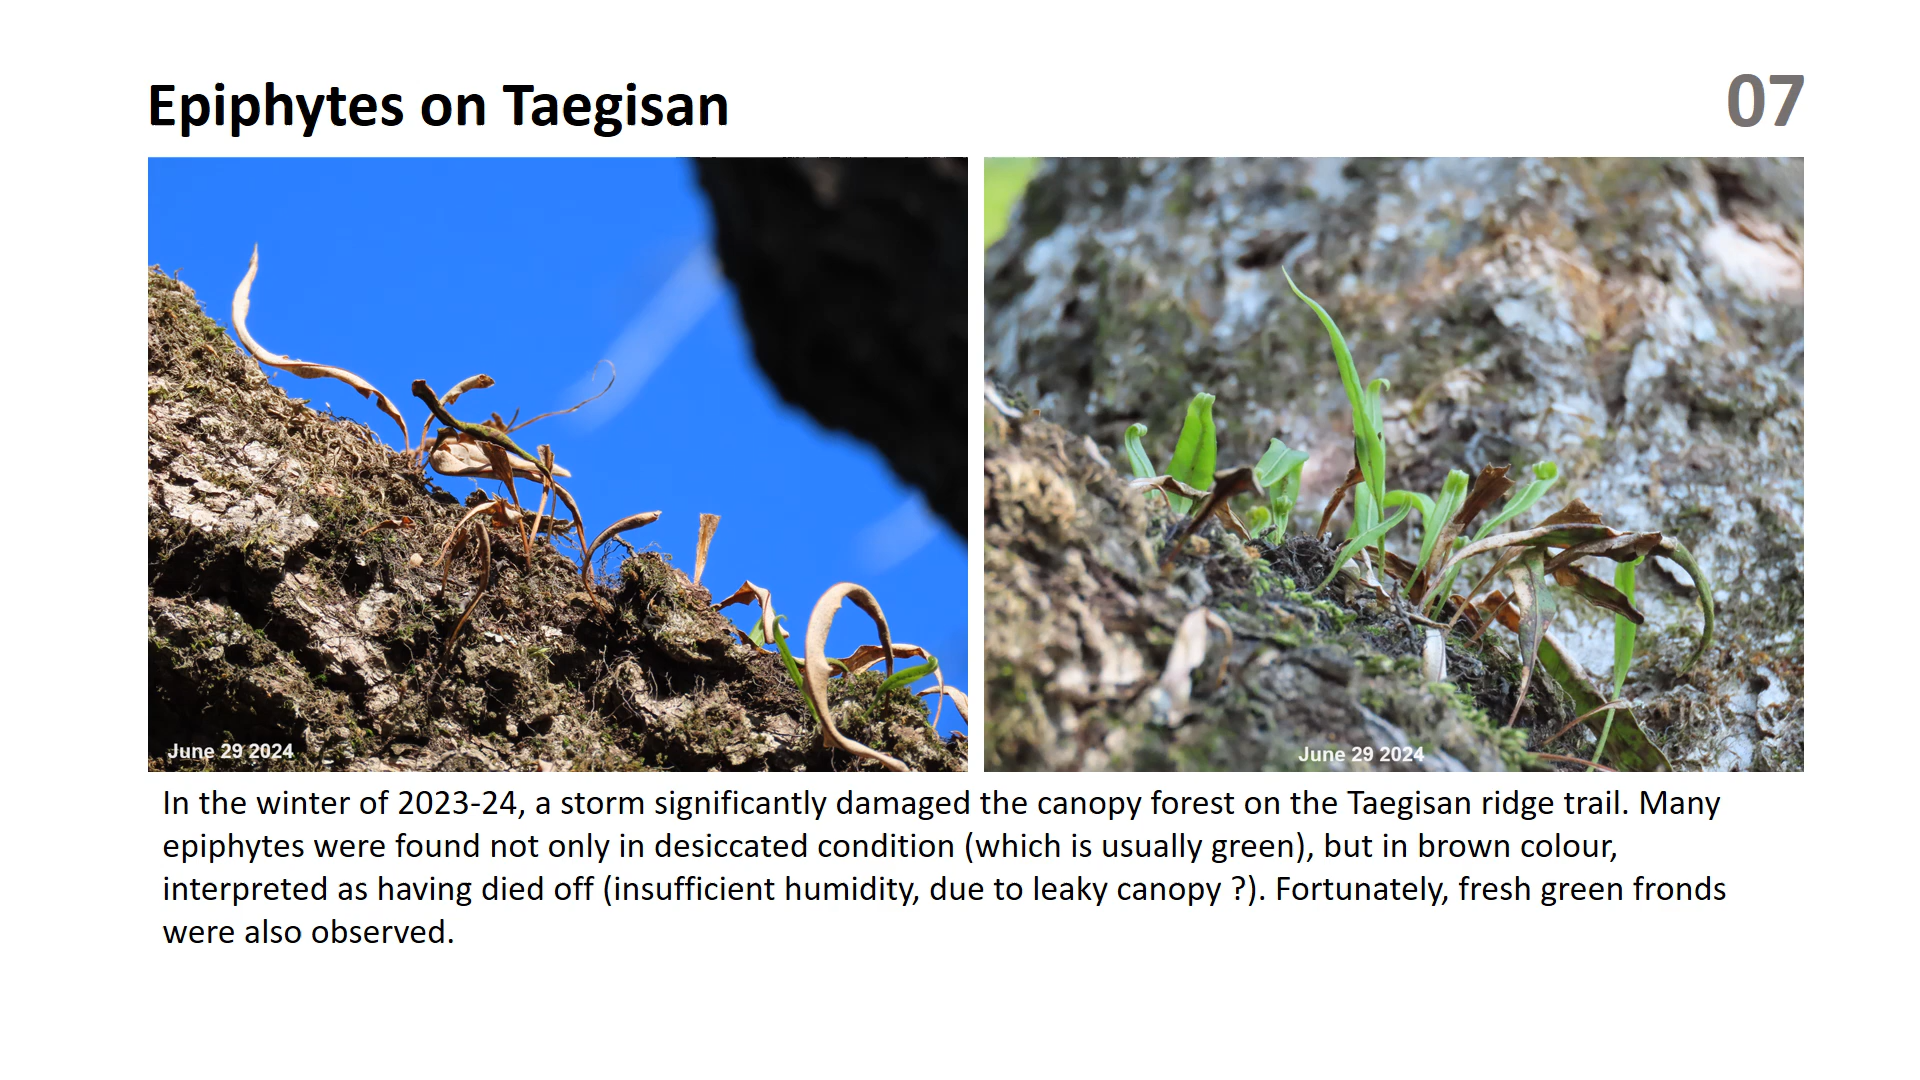 Epiphytes on Taegisan
07
June 29 2024
June 29 2024
In the winter of 2023-24, a storm significantly damaged the canopy forest on the Taegisan ridge trail. Many
epiphytes were found not only in desiccated condition (which is usually green), but in brown colour,
interpreted as having died off (insufficient humidity, due to leaky canopy ?). Fortunately, fresh green fronds
were also observed.